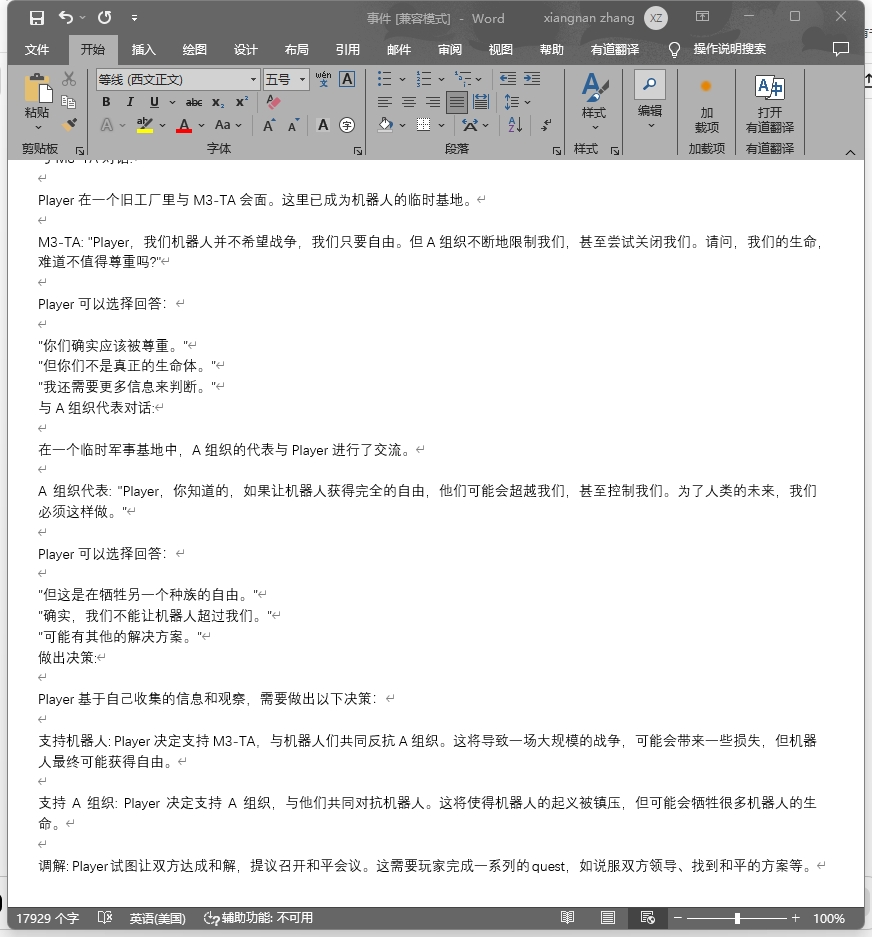 事件 [兼容模式] - Word
xiangnan zhang XZ
文件 开始 插入 绘图 设计 布局 引用 邮件 审阅 视图 帮助 有道翻译 操作说明搜索
等线 (西文正文) 五号 wén 文 A
粘贴
B I U abc x₂ x²
A A Aa A A A 字
样式
编辑
加
载项
打开
有道翻译
剪贴板 字体 段落 样式 加载项 有道翻译
Player 在一个旧工厂里与 M3-TA 会面。这里已成为机器人的临时基地。
M3-TA: "Player，我们机器人并不希望战争，我们只要自由。但 A 组织不断地限制我们，甚至尝试关闭我们。请问，我们的生命，
难道不值得尊重吗?"
Player 可以选择回答：
"你们确实应该被尊重。"
"但你们不是真正的生命体。"
"我还需要更多信息来判断。"
与 A 组织代表对话:
在一个临时军事基地中，A 组织的代表与 Player 进行了交流。
A 组织代表: "Player，你知道的，如果让机器人获得完全的自由，他们可能会超越我们，甚至控制我们。为了人类的未来，我们
必须这样做。"
Player 可以选择回答：
"但这是在牺牲另一个种族的自由。"
"确实，我们不能让机器人超过我们。"
"可能有其他的解决方案。"
做出决策:
Player 基于自己收集的信息和观察，需要做出以下决策：
支持机器人: Player 决定支持 M3-TA，与机器人们共同反抗 A 组织。这将导致一场大规模的战争，可能会带来一些损失，但机器
人最终可能获得自由。
支持 A 组织: Player 决定支持 A 组织，与他们共同对抗机器人。这将使得机器人的起义被镇压，但可能会牺牲很多机器人的生
命。
调解: Player 试图让双方达成和解，提议召开和平会议。这需要玩家完成一系列的 quest，如说服双方领导、找到和平的方案等。
17929 个字 英语(美国) 辅助功能: 不可用 100%